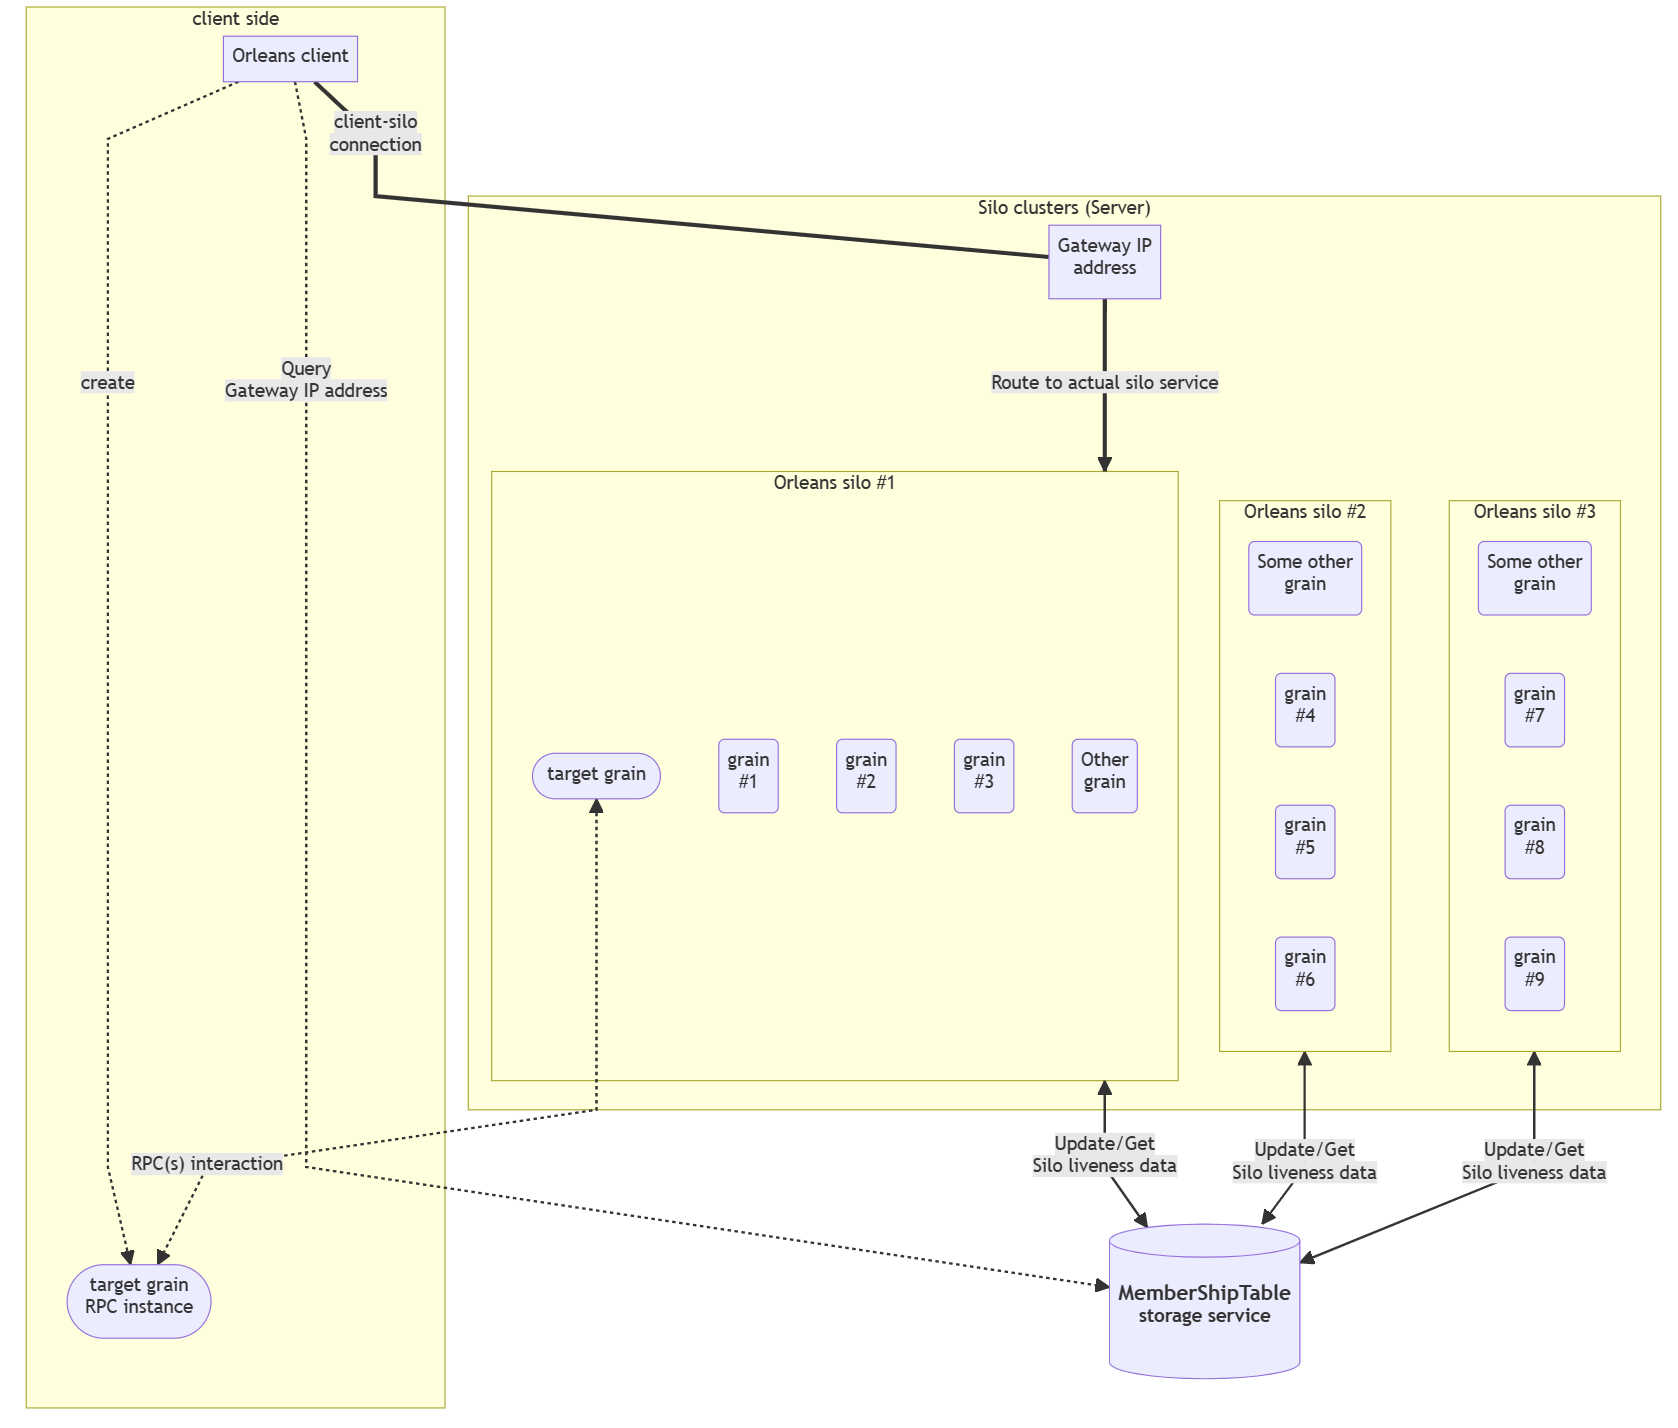 client side
Orleans client
client-silo
connection
Silo clusters (Server)
Gateway IP
address
create
Query
Gateway IP address
Route to actual silo service
Orleans silo #1
target grain
grain
#1
grain
#2
grain
#3
Other
grain
Orleans silo #2
Some other
grain
grain
#4
grain
#5
grain
#6
Orleans silo #3
Some other
grain
grain
#7
grain
#8
grain
#9
RPC(s) interaction
Update/Get
Silo liveness data
Update/Get
Silo liveness data
Update/Get
Silo liveness data
target grain
RPC instance
MemberShipTable
storage service